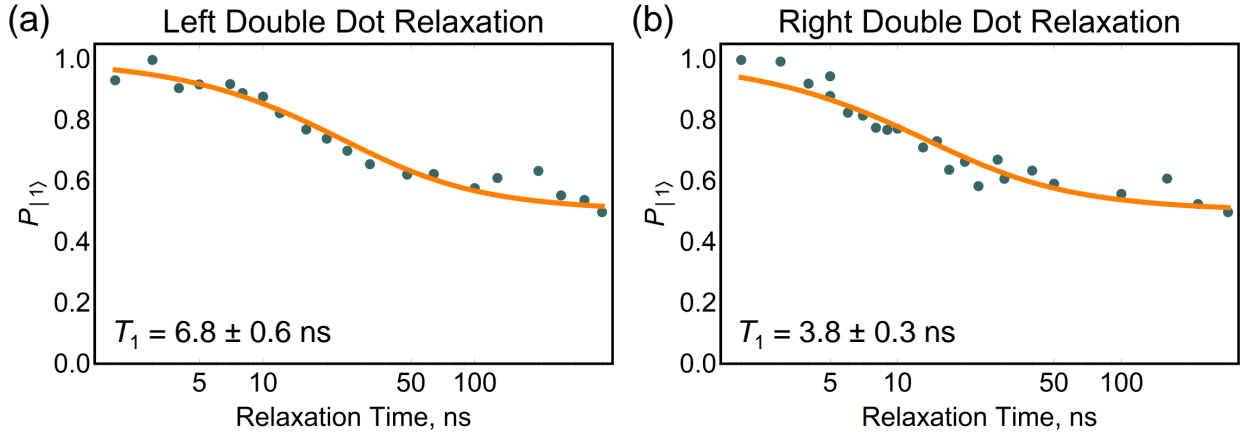 (a)
Left Double Dot Relaxation
1.0
0.8
0.6
0.4
0.2
0.0
P|1⟩
T1 = 6.8 ± 0.6 ns
5 10 50 100
Relaxation Time, ns
(b)
Right Double Dot Relaxation
1.0
0.8
0.6
0.4
0.2
0.0
P|1⟩
T1 = 3.8 ± 0.3 ns
5 10 50 100
Relaxation Time, ns